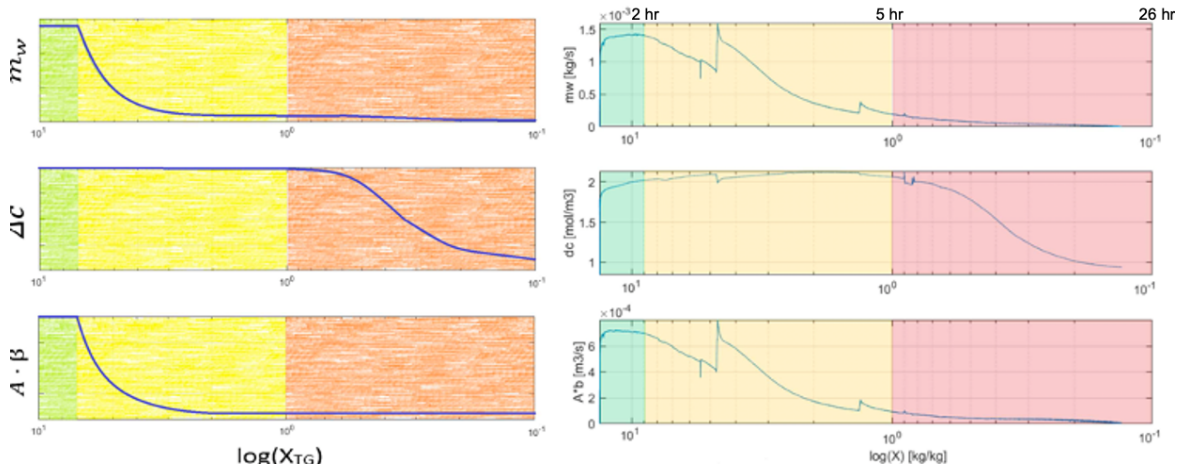 m_w
10¹ 10⁰ 10⁻¹
ΔC
10¹ 10⁰ 10⁻¹
A · β
10¹ 10⁰ 10⁻¹
log(X_TG)
2 hr 5 hr 26 hr
×10⁻³
mw [kg/s]
1.5
1
0.5
0
10¹ 10⁰ 10⁻¹
dc [mol/m3]
2
1.5
1
10¹ 10⁰ 10⁻¹
×10⁻⁴
A*b [m3/s]
6
4
2
0
10¹ 10⁰ 10⁻¹
log(X) [kg/kg]